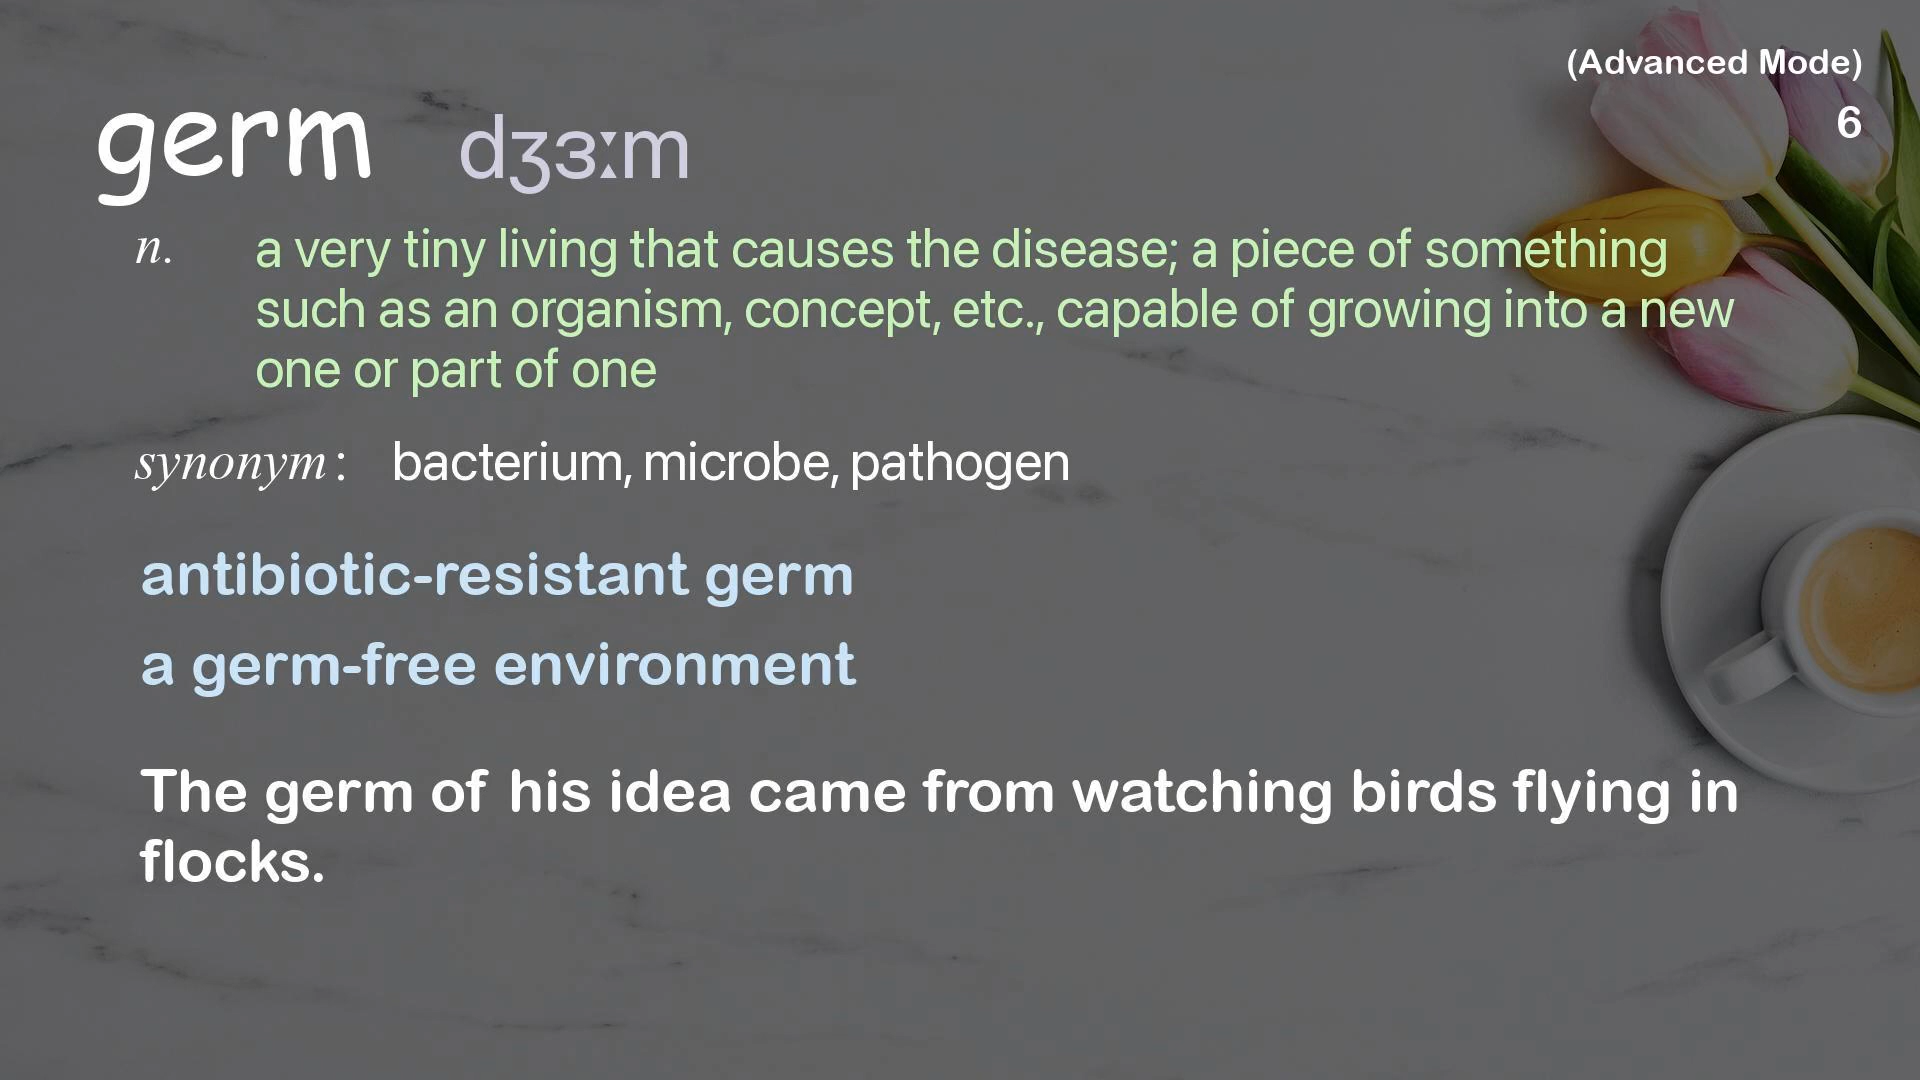 (Advanced Mode)
6
germ dʒɜːm
n. a very tiny living that causes the disease; a piece of something
such as an organism, concept, etc., capable of growing into a new
one or part of one
synonym: bacterium, microbe, pathogen
antibiotic-resistant germ
a germ-free environment
The germ of his idea came from watching birds flying in
flocks.